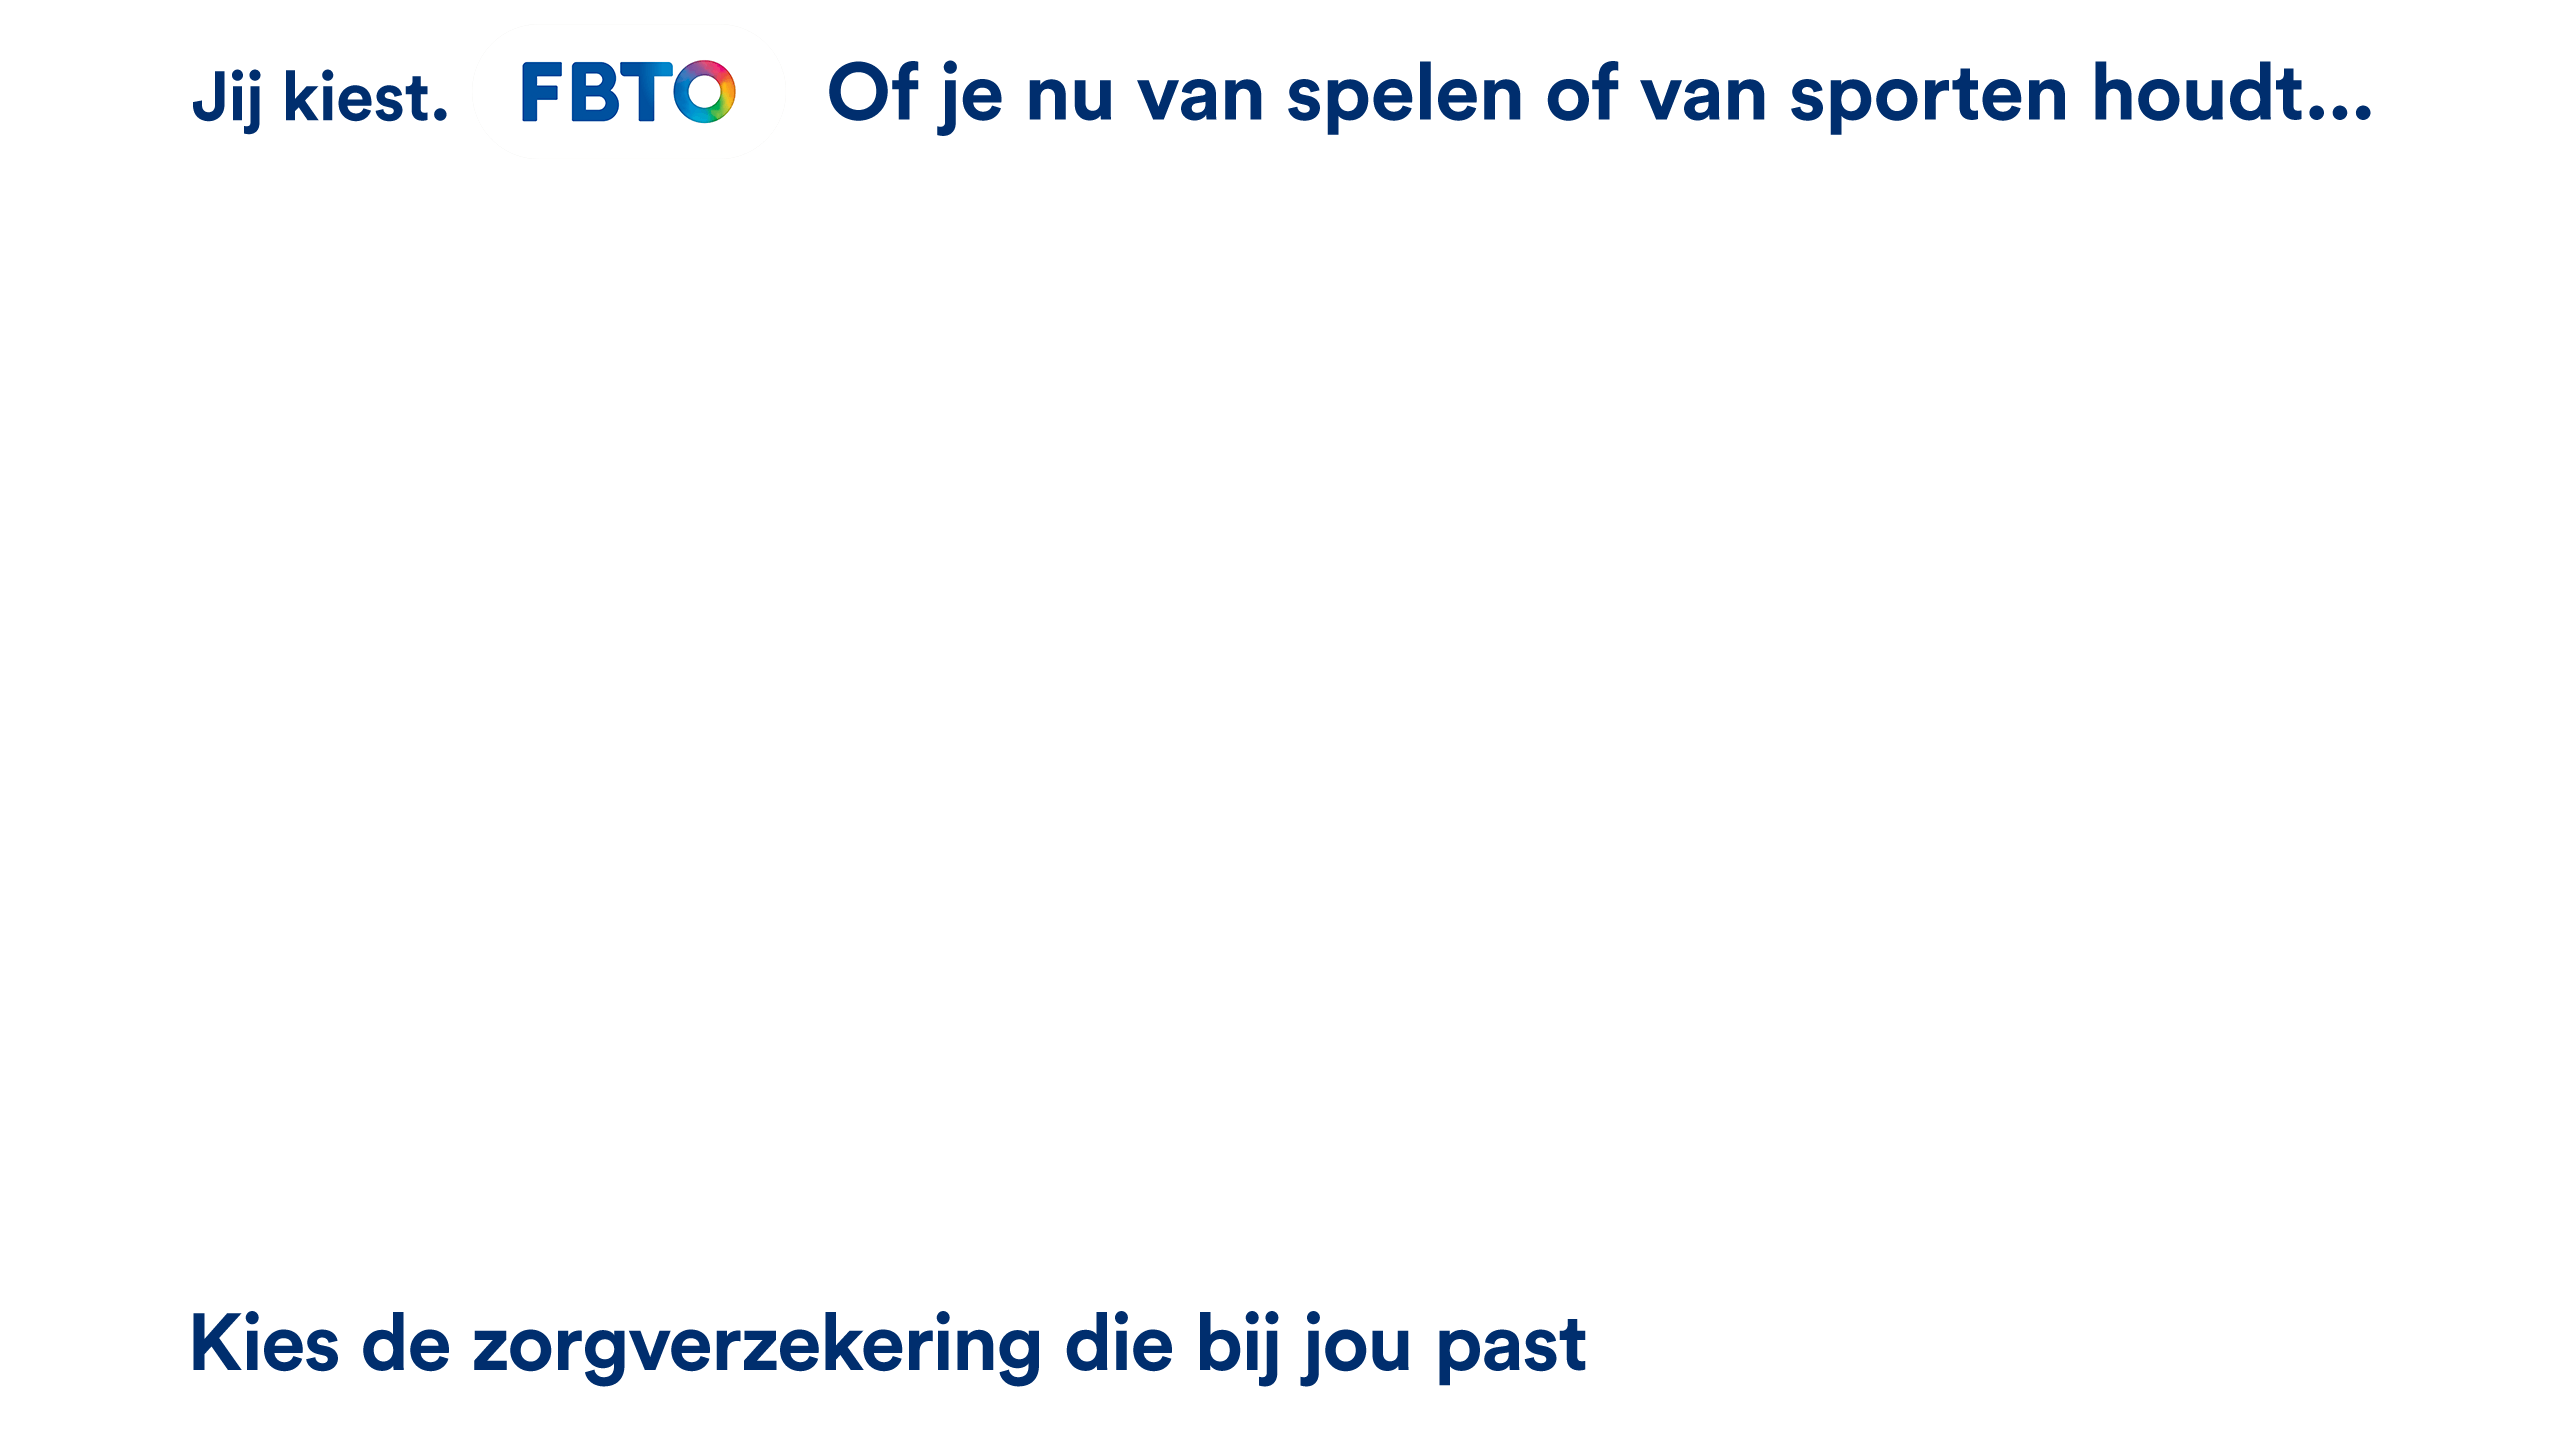 Jij kiest. FBTO Of je nu van spelen of van sporten houdt...
Kies de zorgverzekering die bij jou past